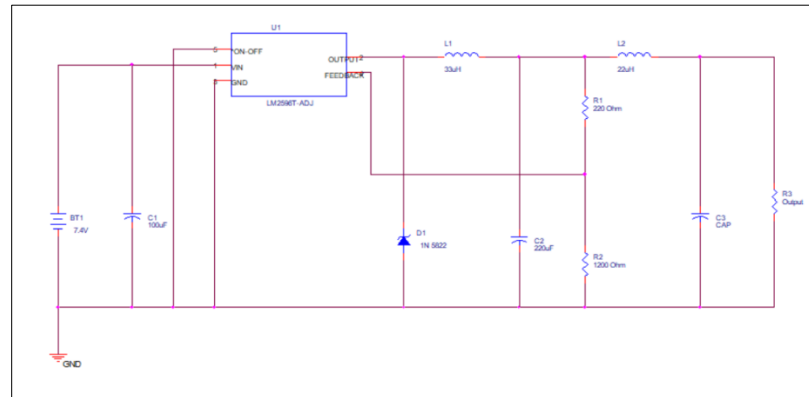 U1
5
ON-OFF
OUTPUT
2
1
VIN
FEEDBACK
4
3
GND
LM2596T-ADJ
L1
33uH
L2
22uH
R1
220 Ohm
BT1
7.4V
C1
100uF
D1
1N 5822
C2
220uF
R2
1200 Ohm
C3
CAP
R3
Output
GND